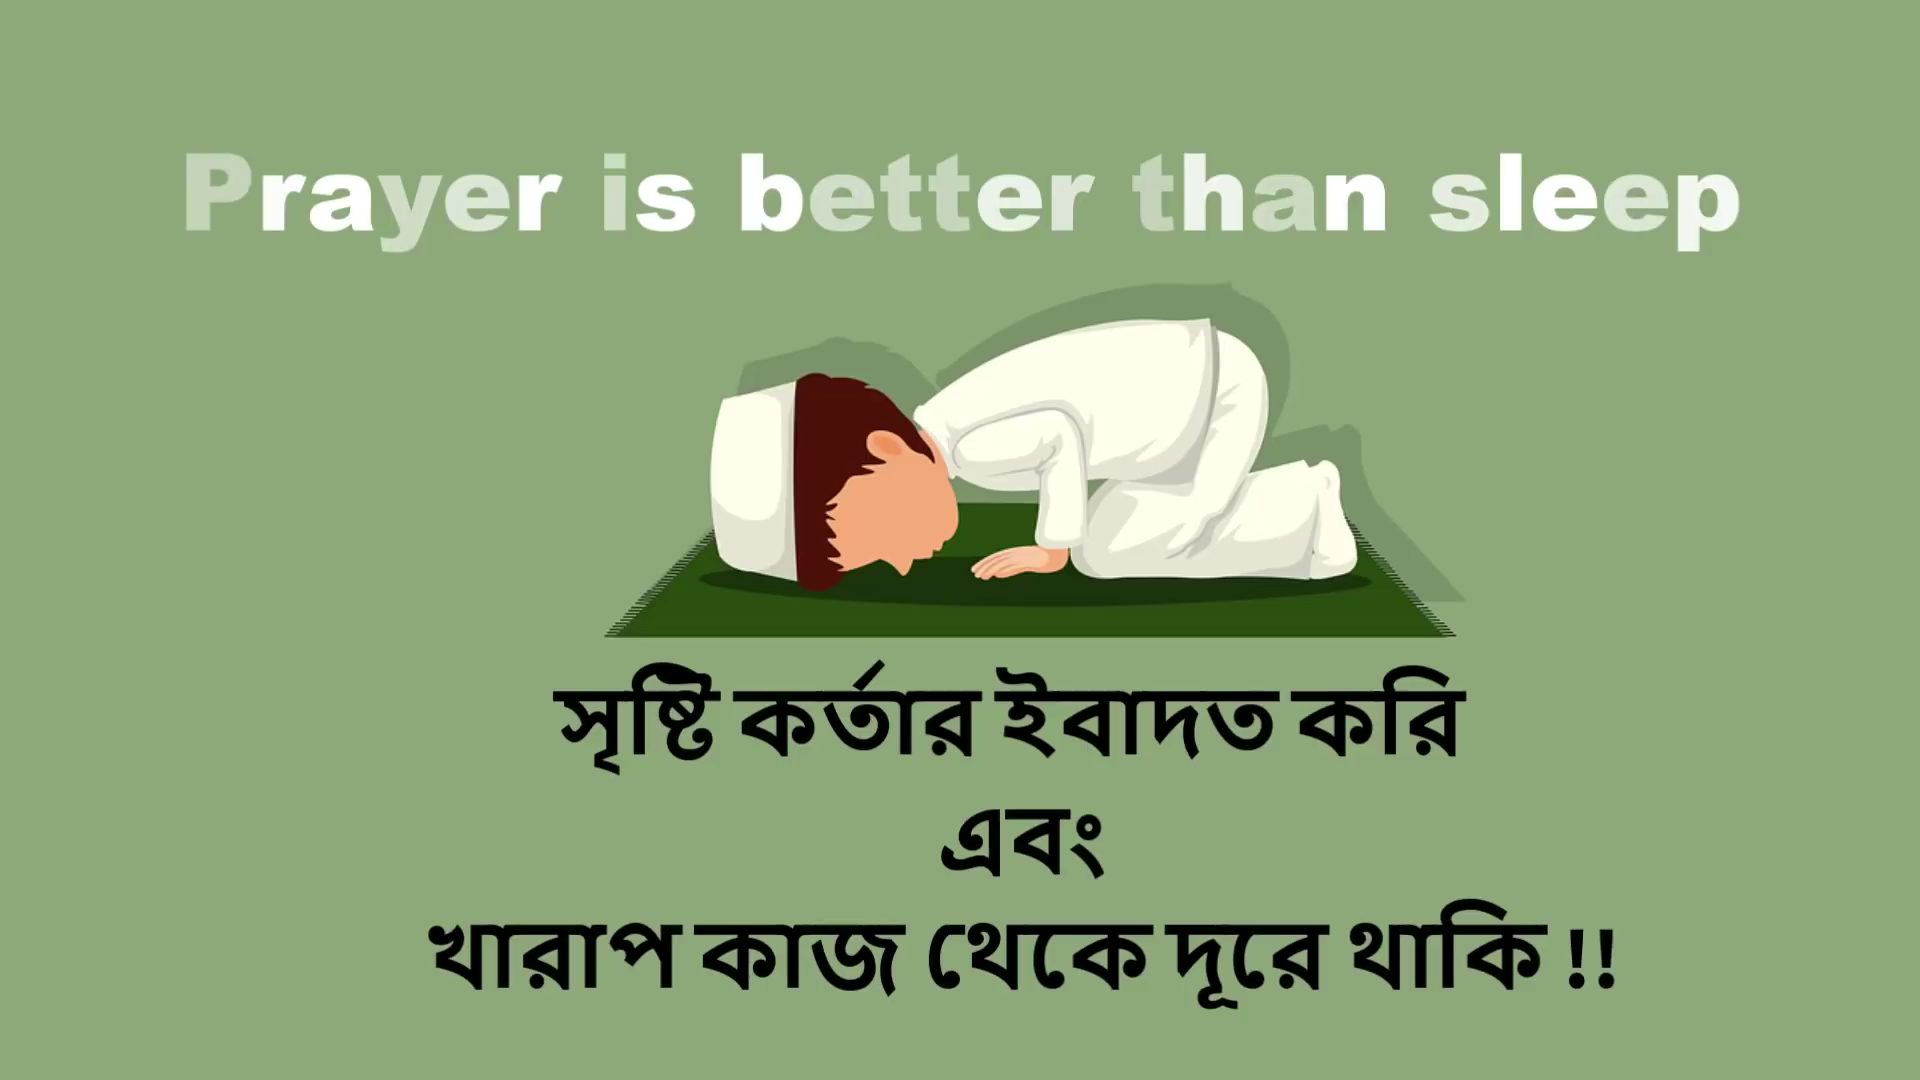 Prayer is better than sleep
সৃষ্টি কর্তার ইবাদত করি
এবং
খারাপ কাজ থেকে দূরে থাকি !!